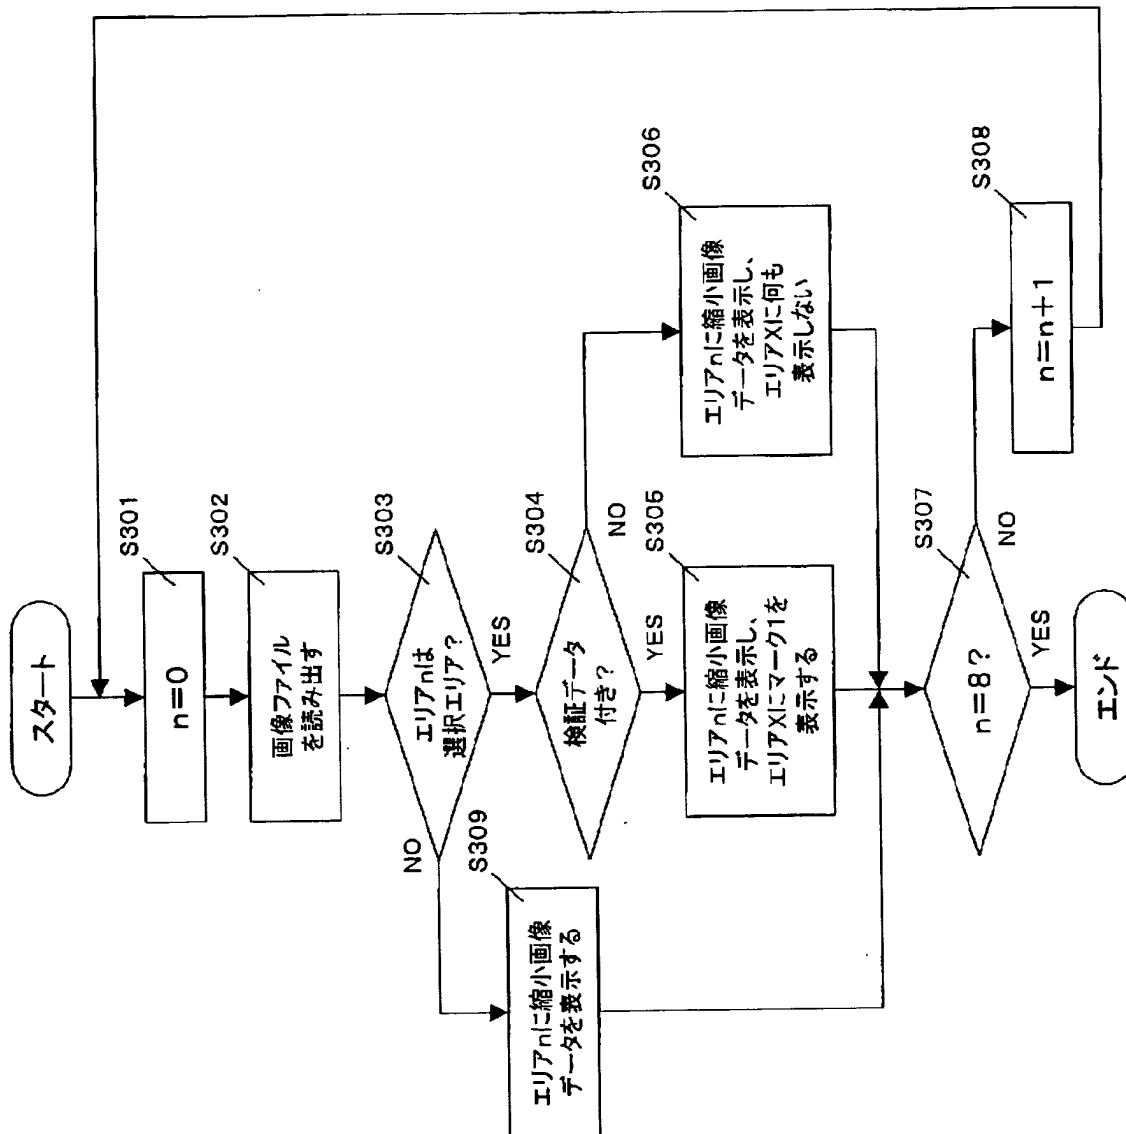 スタート
S301
n=0
S302
画像ファイル
を読み出す
S303
エリアnは
選択エリア?
NO
YES
S309
エリアnに縮小画像
データを表示する
S304
検証データ
付き?
NO
YES
S305
エリアnに縮小画像
データを表示し、
エリアXにマーク1を
表示する
S306
エリアnに縮小画像
データを表示し、
エリアXに何も
表示しない
S307
n=8?
NO
YES
S308
n=n+1
エンド